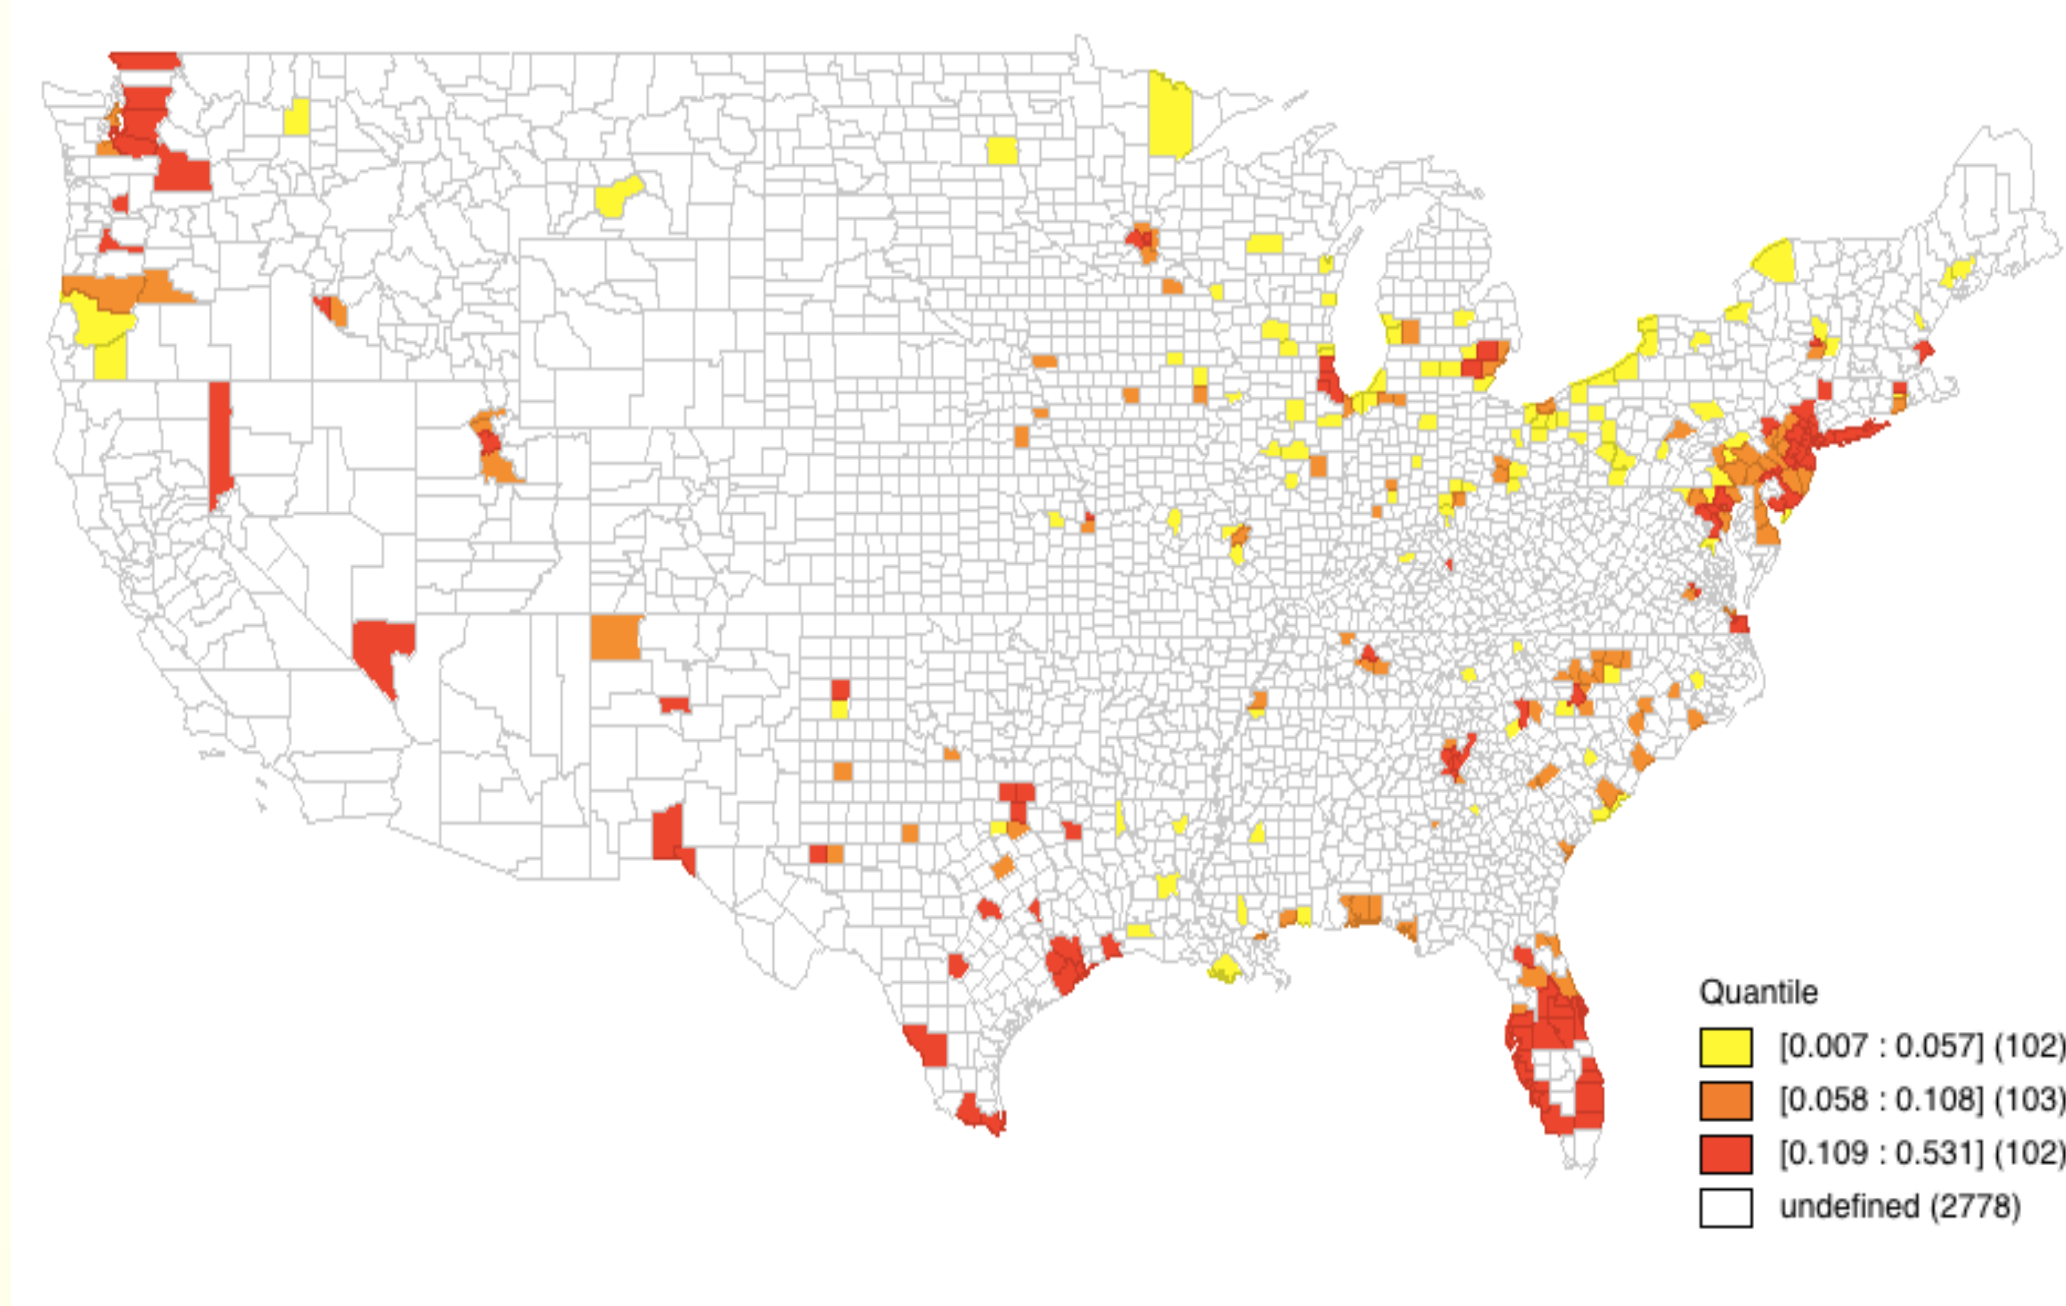 Quantile
[0.007 : 0.057] (102)
[0.058 : 0.108] (103)
[0.109 : 0.531] (102)
undefined (2778)